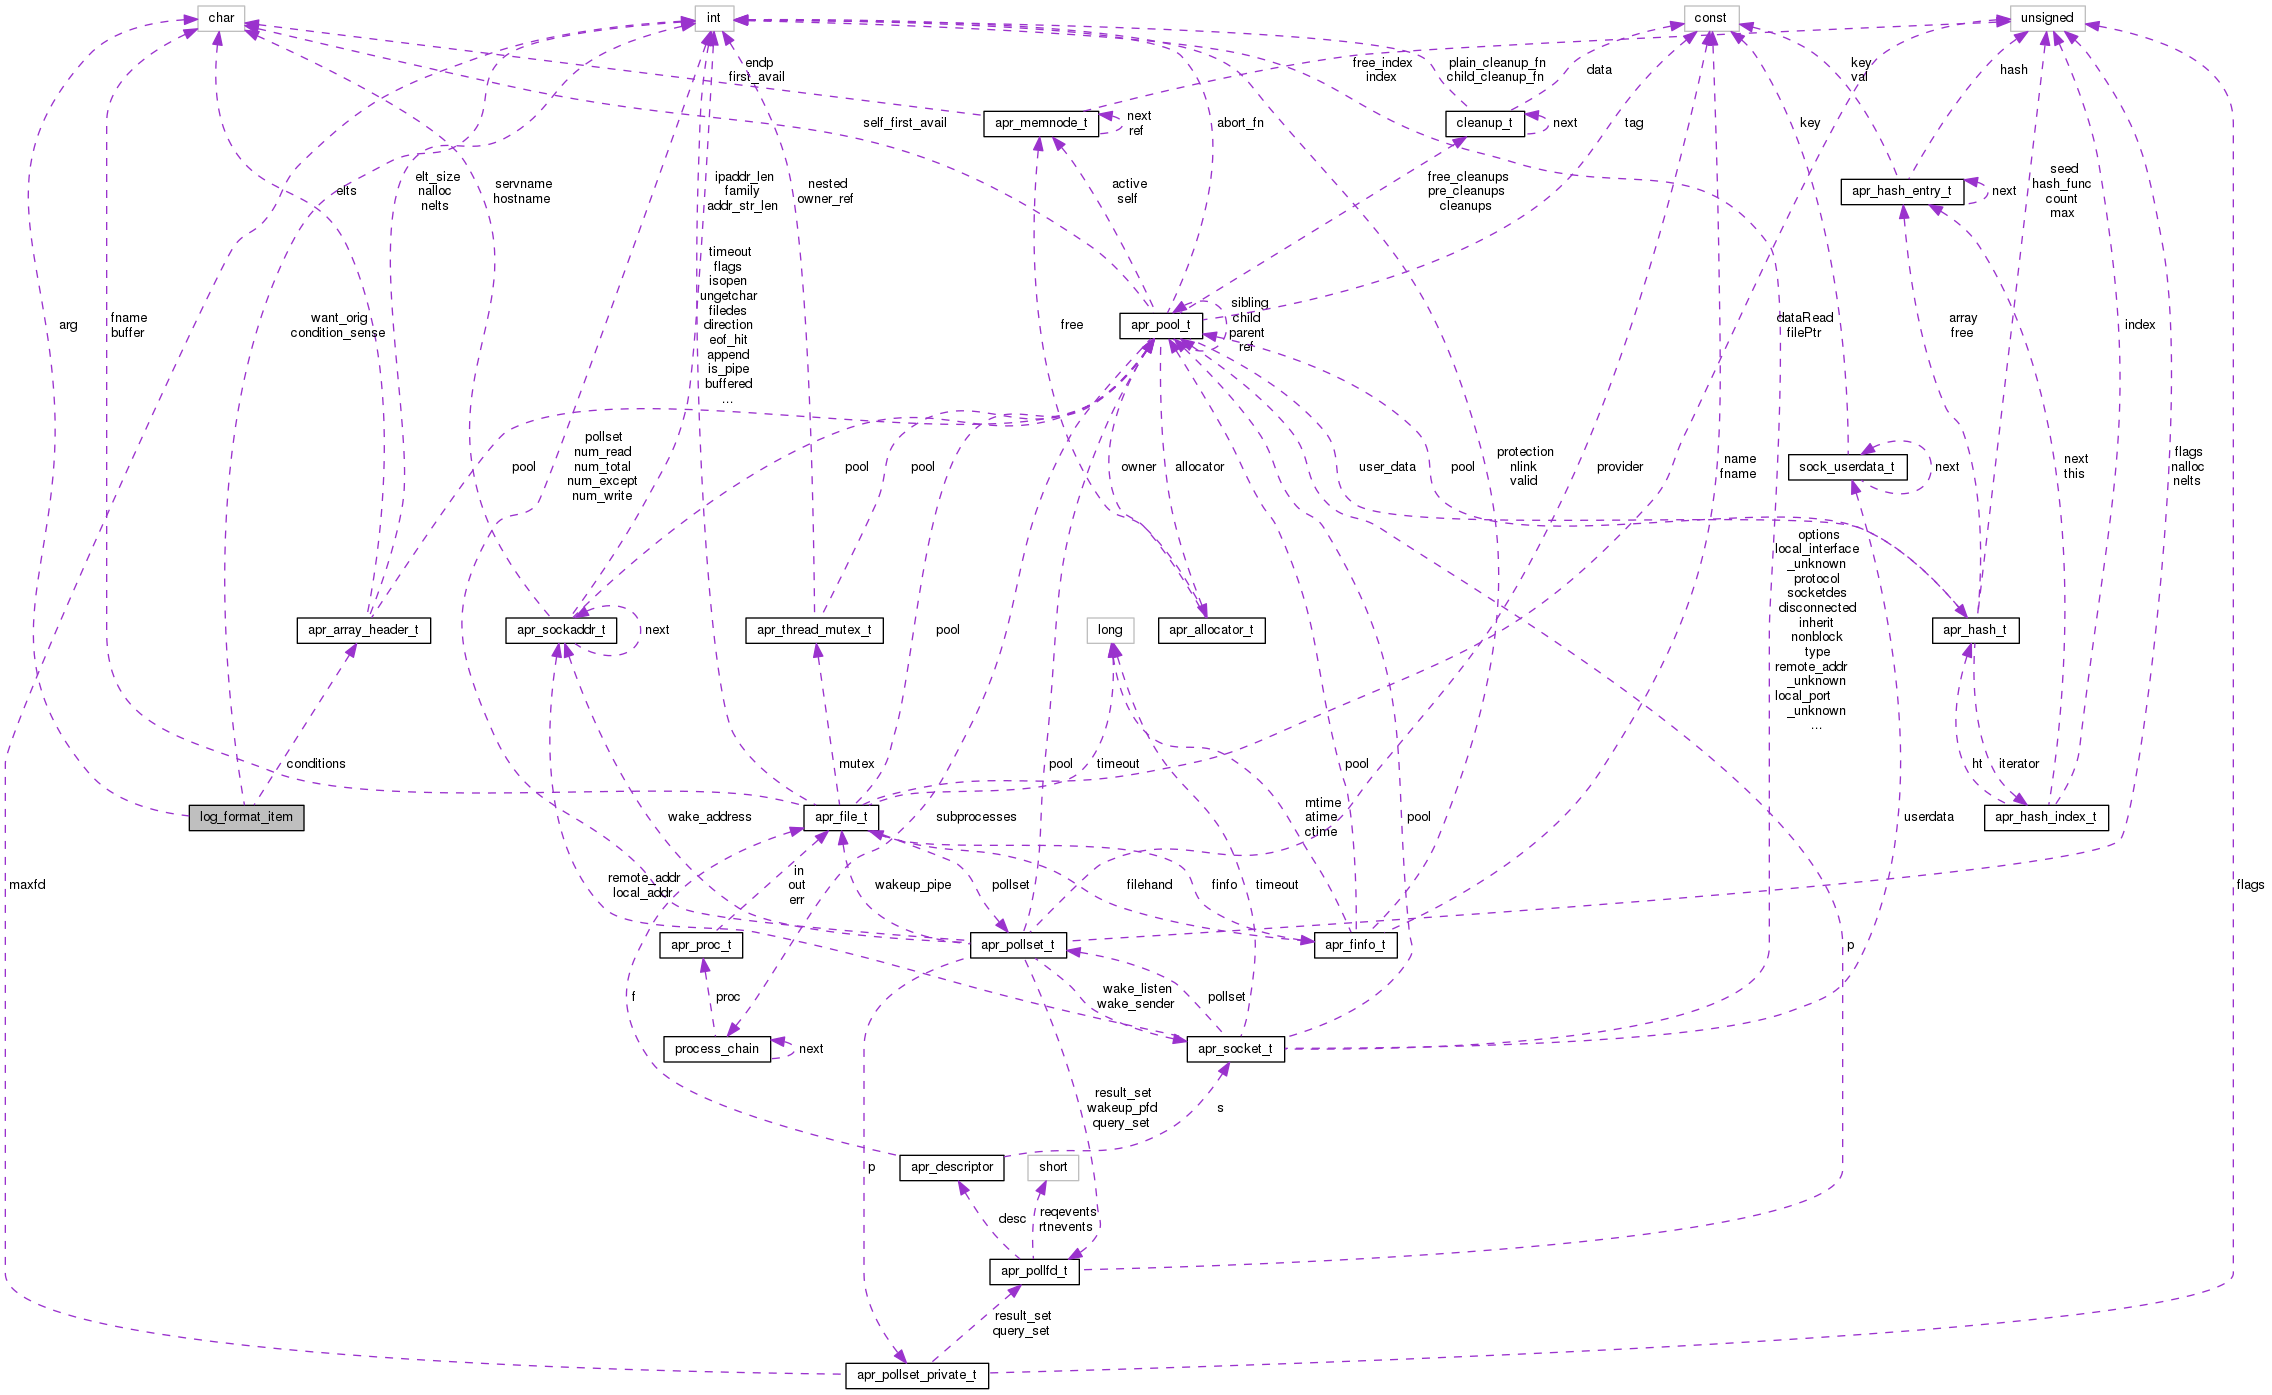 char
int
const
unsigned
endp
first_avail
free_index
index
plain_cleanup_fn
child_cleanup_fn
data
key
val
hash
apr_memnode_t
next
ref
cleanup_t
next
self_first_avail
abort_fn
tag
key
elts
elt_size
nalloc
nelts
servname
hostname
ipaddr_len
family
addr_str_len
nested
owner_ref
active
self
free_cleanups
pre_cleanups
cleanups
apr_hash_entry_t
next
seed
hash_func
count
max
arg
fname
buffer
want_orig
condition_sense
timeout
flags
isopen
ungetchar
filedes
direction
eof_hit
append
is_pipe
buffered
...
free
apr_pool_t
sibling
child
parent
ref
dataRead
filePtr
array
free
index
pool
pollset
num_read
num_total
num_except
num_write
pool
pool
owner
allocator
user_data
pool
protection
nlink
valid
provider
name
fname
sock_userdata_t
next
next
this
flags
nalloc
nelts
apr_array_header_t
apr_sockaddr_t
next
apr_thread_mutex_t
pool
long
apr_allocator_t
options
local_interface
_unknown
protocol
socketdes
disconnected
inherit
nonblock
type
remote_addr
_unknown
local_port
_unknown
...
apr_hash_t
conditions
mutex
pool
timeout
pool
ht
iterator
log_format_item
wake_address
apr_file_t
subprocesses
mtime
atime
ctime
pool
userdata
apr_hash_index_t
maxfd
remote_addr
local_addr
in
out
err
wakeup_pipe
pollset
filehand
finfo
timeout
flags
apr_proc_t
apr_pollset_t
apr_finfo_t
p
f
proc
wake_listen
wake_sender
pollset
process_chain
next
apr_socket_t
result_set
wakeup_pfd
query_set
s
p
apr_descriptor
short
desc
reqevents
rtnevents
apr_pollfd_t
result_set
query_set
apr_pollset_private_t